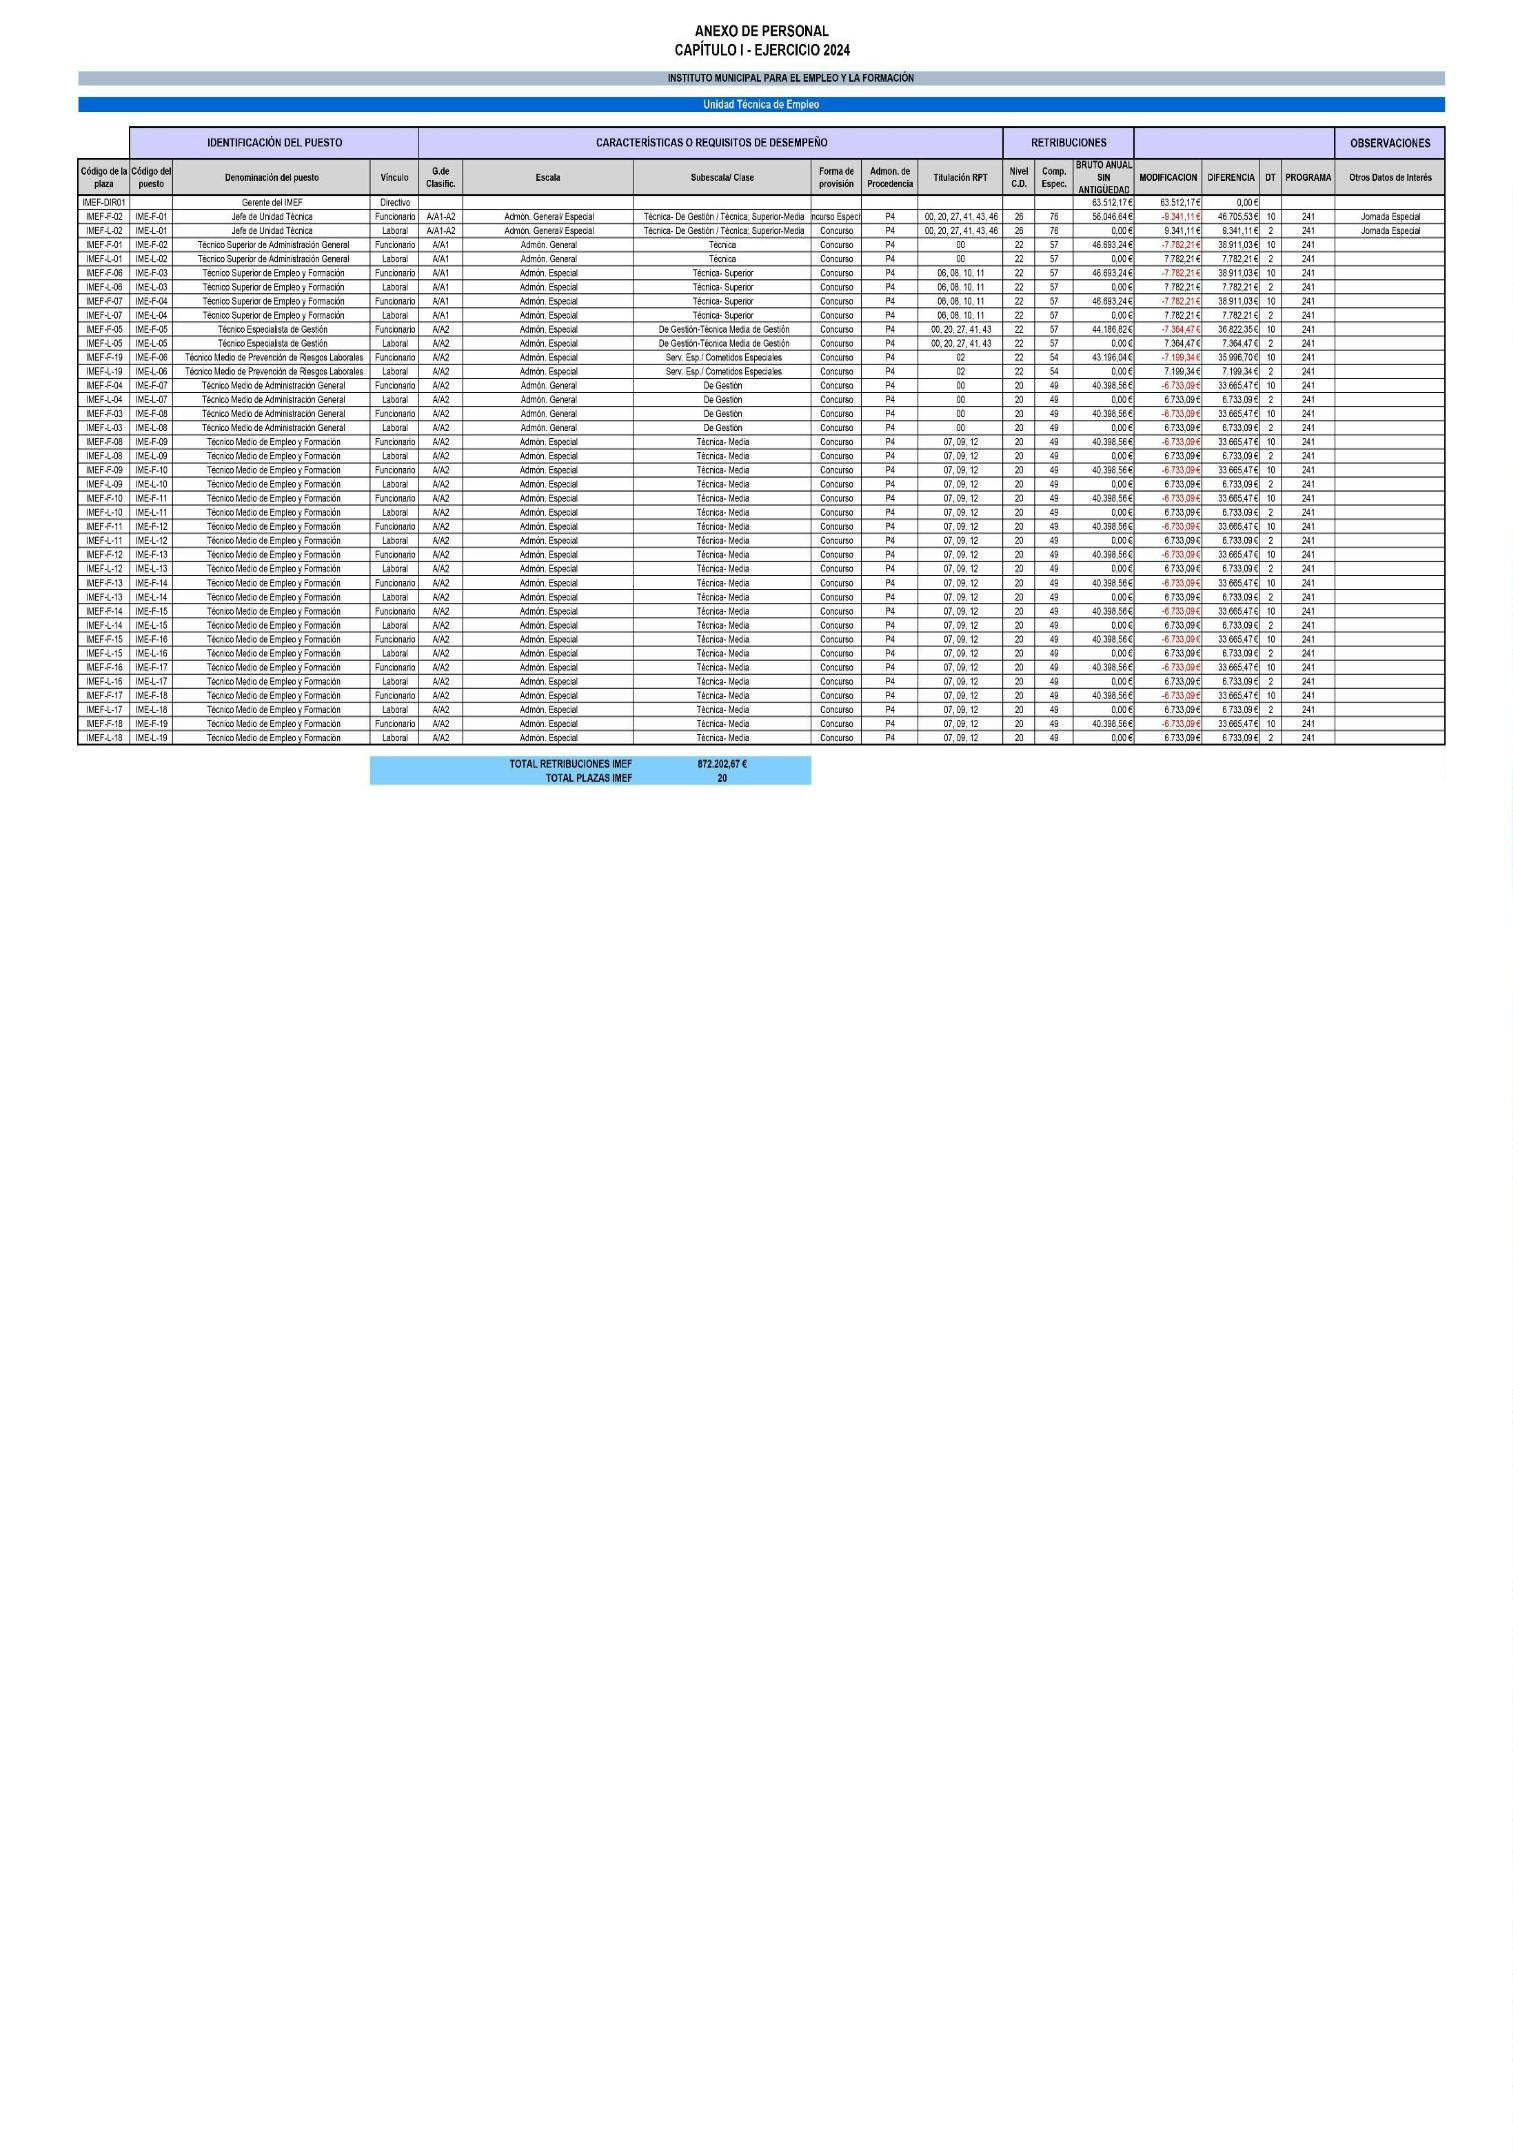 ANEXO DE PERSONAL
CAPÍTULO I - EJERCICIO 2024
INSTITUTO MUNICIPAL PARA EL EMPLEO Y LA FORMACIÓN
Unidad Técnica de Empleo
IDENTIFICACIÓN DEL PUESTO CARACTERÍSTICAS O REQUISITOS DE DESEMPEÑO RETRIBUCIONES OBSERVACIONES
Código de la plaza Código del puesto Denominación del puesto Vínculo G.de Clasific. Escala Subescala/ Clase Forma de provisión Admon. de Procedencia Titulación RPT Nivel C.D. Comp. Espec. BRUTO ANUAL SIN ANTIGÜEDAD MODIFICACION DIFERENCIA DT PROGRAMA Otros Datos de Interés
IMEF-DIR01 Gerente del IMEF Directivo 63.512,17 € 63.512,17 € 0,00 €
IMEF-F-02 IME-F-01 Jefe de Unidad Técnica Funcionario A/A1-A2 Admón. General/ Especial Técnica- De Gestión / Técnica; Superior-Media ncurso Especí P4 00, 20, 27, 41, 43, 46 26 76 56.046,64 € -9.341,11 € 46.705,53 € 10 241 Jornada Especial
IMEF-L-02 IME-L-01 Jefe de Unidad Técnica Laboral A/A1-A2 Admón. General/ Especial Técnica- De Gestión / Técnica; Superior-Media Concurso P4 00, 20, 27, 41, 43, 46 26 76 0,00 € 9.341,11 € 9.341,11 € 2 241 Jornada Especial
IMEF-F-01 IME-F-02 Técnico Superior de Administración General Funcionario A/A1 Admón. General Técnica Concurso P4 00 22 57 46.693,24 € -7.782,21 € 38.911,03 € 10 241
IMEF-L-01 IME-L-02 Técnico Superior de Administración General Laboral A/A1 Admón. General Técnica Concurso P4 00 22 57 0,00 € 7.782,21 € 7.782,21 € 2 241
IMEF-F-06 IME-F-03 Técnico Superior de Empleo y Formación Funcionario A/A1 Admón. Especial Técnica- Superior Concurso P4 06, 08, 10, 11 22 57 46.693,24 € -7.782,21 € 38.911,03 € 10 241
IMEF-L-06 IME-L-03 Técnico Superior de Empleo y Formación Laboral A/A1 Admón. Especial Técnica- Superior Concurso P4 06, 08, 10, 11 22 57 0,00 € 7.782,21 € 7.782,21 € 2 241
IMEF-F-07 IME-F-04 Técnico Superior de Empleo y Formación Funcionario A/A1 Admón. Especial Técnica- Superior Concurso P4 06, 08, 10, 11 22 57 46.693,24 € -7.782,21 € 38.911,03 € 10 241
IMEF-L-07 IME-L-04 Técnico Superior de Empleo y Formación Laboral A/A1 Admón. Especial Técnica- Superior Concurso P4 06, 08, 10, 11 22 57 0,00 € 7.782,21 € 7.782,21 € 2 241
IMEF-F-05 IME-F-05 Técnico Especialista de Gestión Funcionario A/A2 Admón. Especial De Gestión-Técnica Media de Gestión Concurso P4 00, 20, 27, 41, 43 22 57 44.186,82 € -7.364,47 € 36.822,35 € 10 241
IMEF-L-05 IME-L-05 Técnico Especialista de Gestión Laboral A/A2 Admón. Especial De Gestión-Técnica Media de Gestión Concurso P4 00, 20, 27, 41, 43 22 57 0,00 € 7.364,47 € 7.364,47 € 2 241
IMEF-F-19 IME-F-06 Técnico Medio de Prevención de Riesgos Laborales Funcionario A/A2 Admón. Especial Serv. Esp./ Cometidos Especiales Concurso P4 02 22 54 43.196,04 € -7.199,34 € 35.996,70 € 10 241
IMEF-L-19 IME-L-06 Técnico Medio de Prevención de Riesgos Laborales Laboral A/A2 Admón. Especial Serv. Esp./ Cometidos Especiales Concurso P4 02 22 54 0,00 € 7.199,34 € 7.199,34 € 2 241
IMEF-F-04 IME-F-07 Técnico Medio de Administración General Funcionario A/A2 Admón. General De Gestión Concurso P4 00 20 49 40.398,56 € -6.733,09 € 33.665,47 € 10 241
IMEF-L-04 IME-L-07 Técnico Medio de Administración General Laboral A/A2 Admón. General De Gestión Concurso P4 00 20 49 0,00 € 6.733,09 € 6.733,09 € 2 241
IMEF-F-03 IME-F-08 Técnico Medio de Administración General Funcionario A/A2 Admón. General De Gestión Concurso P4 00 20 49 40.398,56 € -6.733,09 € 33.665,47 € 10 241
IMEF-L-03 IME-L-08 Técnico Medio de Administración General Laboral A/A2 Admón. General De Gestión Concurso P4 00 20 49 0,00 € 6.733,09 € 6.733,09 € 2 241
IMEF-F-08 IME-F-09 Técnico Medio de Empleo y Formación Funcionario A/A2 Admón. Especial Técnica- Media Concurso P4 07, 09, 12 20 49 40.398,56 € -6.733,09 € 33.665,47 € 10 241
IMEF-L-08 IME-L-09 Técnico Medio de Empleo y Formación Laboral A/A2 Admón. Especial Técnica- Media Concurso P4 07, 09, 12 20 49 0,00 € 6.733,09 € 6.733,09 € 2 241
IMEF-F-09 IME-F-10 Técnico Medio de Empleo y Formación Funcionario A/A2 Admón. Especial Técnica- Media Concurso P4 07, 09, 12 20 49 40.398,56 € -6.733,09 € 33.665,47 € 10 241
IMEF-L-09 IME-L-10 Técnico Medio de Empleo y Formación Laboral A/A2 Admón. Especial Técnica- Media Concurso P4 07, 09, 12 20 49 0,00 € 6.733,09 € 6.733,09 € 2 241
IMEF-F-10 IME-F-11 Técnico Medio de Empleo y Formación Funcionario A/A2 Admón. Especial Técnica- Media Concurso P4 07, 09, 12 20 49 40.398,56 € -6.733,09 € 33.665,47 € 10 241
IMEF-L-10 IME-L-11 Técnico Medio de Empleo y Formación Laboral A/A2 Admón. Especial Técnica- Media Concurso P4 07, 09, 12 20 49 0,00 € 6.733,09 € 6.733,09 € 2 241
IMEF-F-11 IME-F-12 Técnico Medio de Empleo y Formación Funcionario A/A2 Admón. Especial Técnica- Media Concurso P4 07, 09, 12 20 49 40.398,56 € -6.733,09 € 33.665,47 € 10 241
IMEF-L-11 IME-L-12 Técnico Medio de Empleo y Formación Laboral A/A2 Admón. Especial Técnica- Media Concurso P4 07, 09, 12 20 49 0,00 € 6.733,09 € 6.733,09 € 2 241
IMEF-F-12 IME-F-13 Técnico Medio de Empleo y Formación Funcionario A/A2 Admón. Especial Técnica- Media Concurso P4 07, 09, 12 20 49 40.398,56 € -6.733,09 € 33.665,47 € 10 241
IMEF-L-12 IME-L-13 Técnico Medio de Empleo y Formación Laboral A/A2 Admón. Especial Técnica- Media Concurso P4 07, 09, 12 20 49 0,00 € 6.733,09 € 6.733,09 € 2 241
IMEF-F-13 IME-F-14 Técnico Medio de Empleo y Formación Funcionario A/A2 Admón. Especial Técnica- Media Concurso P4 07, 09, 12 20 49 40.398,56 € -6.733,09 € 33.665,47 € 10 241
IMEF-L-13 IME-L-14 Técnico Medio de Empleo y Formación Laboral A/A2 Admón. Especial Técnica- Media Concurso P4 07, 09, 12 20 49 0,00 € 6.733,09 € 6.733,09 € 2 241
IMEF-F-14 IME-F-15 Técnico Medio de Empleo y Formación Funcionario A/A2 Admón. Especial Técnica- Media Concurso P4 07, 09, 12 20 49 40.398,56 € -6.733,09 € 33.665,47 € 10 241
IMEF-L-14 IME-L-15 Técnico Medio de Empleo y Formación Laboral A/A2 Admón. Especial Técnica- Media Concurso P4 07, 09, 12 20 49 0,00 € 6.733,09 € 6.733,09 € 2 241
IMEF-F-15 IME-F-16 Técnico Medio de Empleo y Formación Funcionario A/A2 Admón. Especial Técnica- Media Concurso P4 07, 09, 12 20 49 40.398,56 € -6.733,09 € 33.665,47 € 10 241
IMEF-L-15 IME-L-16 Técnico Medio de Empleo y Formación Laboral A/A2 Admón. Especial Técnica- Media Concurso P4 07, 09, 12 20 49 0,00 € 6.733,09 € 6.733,09 € 2 241
IMEF-F-16 IME-F-17 Técnico Medio de Empleo y Formación Funcionario A/A2 Admón. Especial Técnica- Media Concurso P4 07, 09, 12 20 49 40.398,56 € -6.733,09 € 33.665,47 € 10 241
IMEF-L-16 IME-L-17 Técnico Medio de Empleo y Formación Laboral A/A2 Admón. Especial Técnica- Media Concurso P4 07, 09, 12 20 49 0,00 € 6.733,09 € 6.733,09 € 2 241
IMEF-F-17 IME-F-18 Técnico Medio de Empleo y Formación Funcionario A/A2 Admón. Especial Técnica- Media Concurso P4 07, 09, 12 20 49 40.398,56 € -6.733,09 € 33.665,47 € 10 241
IMEF-L-17 IME-L-18 Técnico Medio de Empleo y Formación Laboral A/A2 Admón. Especial Técnica- Media Concurso P4 07, 09, 12 20 49 0,00 € 6.733,09 € 6.733,09 € 2 241
IMEF-F-18 IME-F-19 Técnico Medio de Empleo y Formación Funcionario A/A2 Admón. Especial Técnica- Media Concurso P4 07, 09, 12 20 49 40.398,56 € -6.733,09 € 33.665,47 € 10 241
IMEF-L-18 IME-L-19 Técnico Medio de Empleo y Formación Laboral A/A2 Admón. Especial Técnica- Media Concurso P4 07, 09, 12 20 49 0,00 € 6.733,09 € 6.733,09 € 2 241
TOTAL RETRIBUCIONES IMEF 872.202,67 €
TOTAL PLAZAS IMEF 20